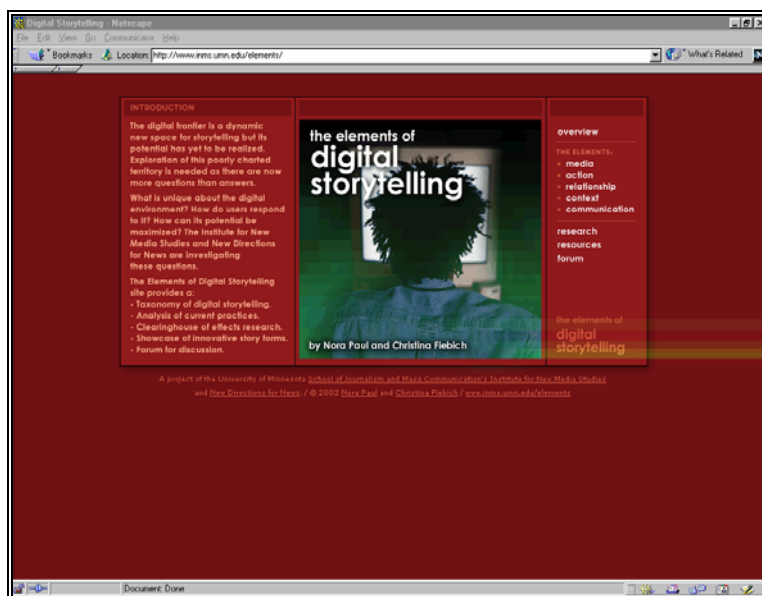 Digital Storytelling - Netscape
File Edit View Go Communicator Help
Bookmarks Location: http://www.inms.umn.edu/elements/ What's Related
INTRODUCTION
The digital frontier is a dynamic
new space for storytelling but its
potential has yet to be realized.
Exploration of this poorly charted
territory is needed as there are now
more questions than answers.
What is unique about the digital
environment? How do users respond
to it? How can its potential be
maximized? The Institute for New
Media Studies and New Directions
for News are investigating
these questions.
The Elements of Digital Storytelling
site provides a:
- Taxonomy of digital storytelling.
- Analysis of current practices.
- Clearinghouse of effects research.
- Showcase of innovative story forms.
- Forum for discussion.
the elements of
digital
storytelling
by Nora Paul and Christina Fiebich
overview
THE ELEMENTS:
media
action
relationship
context
communication
research
resources
forum
the elements of
digital
storytelling
A project of the University of Minnesota School of Journalism and Mass Communication's Institute for New Media Studies
and New Directions for News. / © 2002 Nora Paul and Christina Fiebich / www.inms.umn.edu/elements
Document: Done